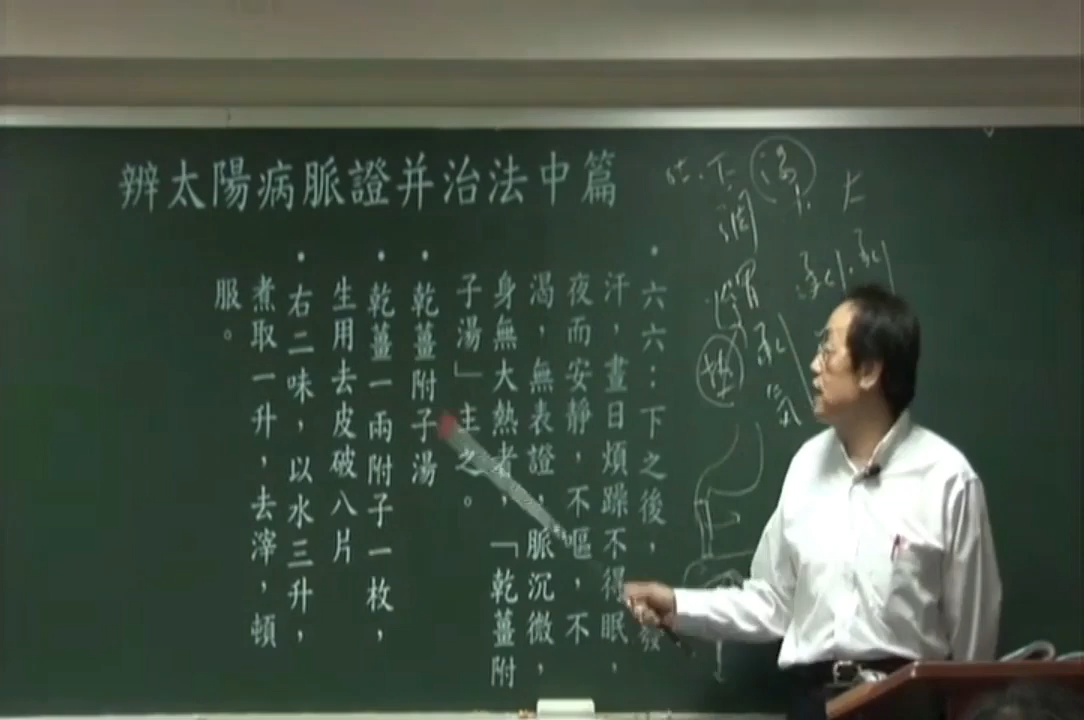 辨太陽病脈證并治法中篇
•六六：下之後，發
汗，晝日煩躁不得眠，
夜而安靜，不嘔，不
渴，無表證，脈沉微，
身無大熱者，「乾薑附
子湯」主之。
•乾薑附子湯
•乾薑一兩附子一枚，
生用去皮破八片
•右二味，以水三升，
煮取一升，去滓，頓
服。
調
胃
承
氣